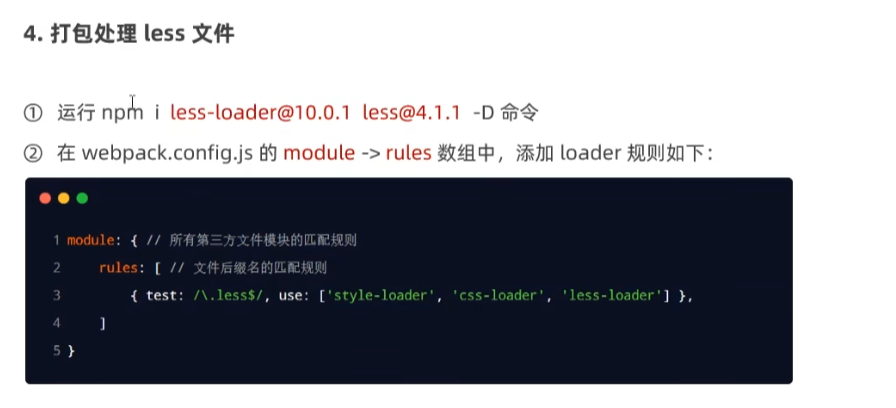 4. 打包处理 less 文件
① 运行 npm i less-loader@10.0.1 less@4.1.1 -D 命令
② 在 webpack.config.js 的 module -> rules 数组中，添加 loader 规则如下：
1 module: { // 所有第三方文件模块的匹配规则
2     rules: [ // 文件后缀名的匹配规则
3         { test: /\.less$/, use: ['style-loader', 'css-loader', 'less-loader'] },
4     ]
5 }